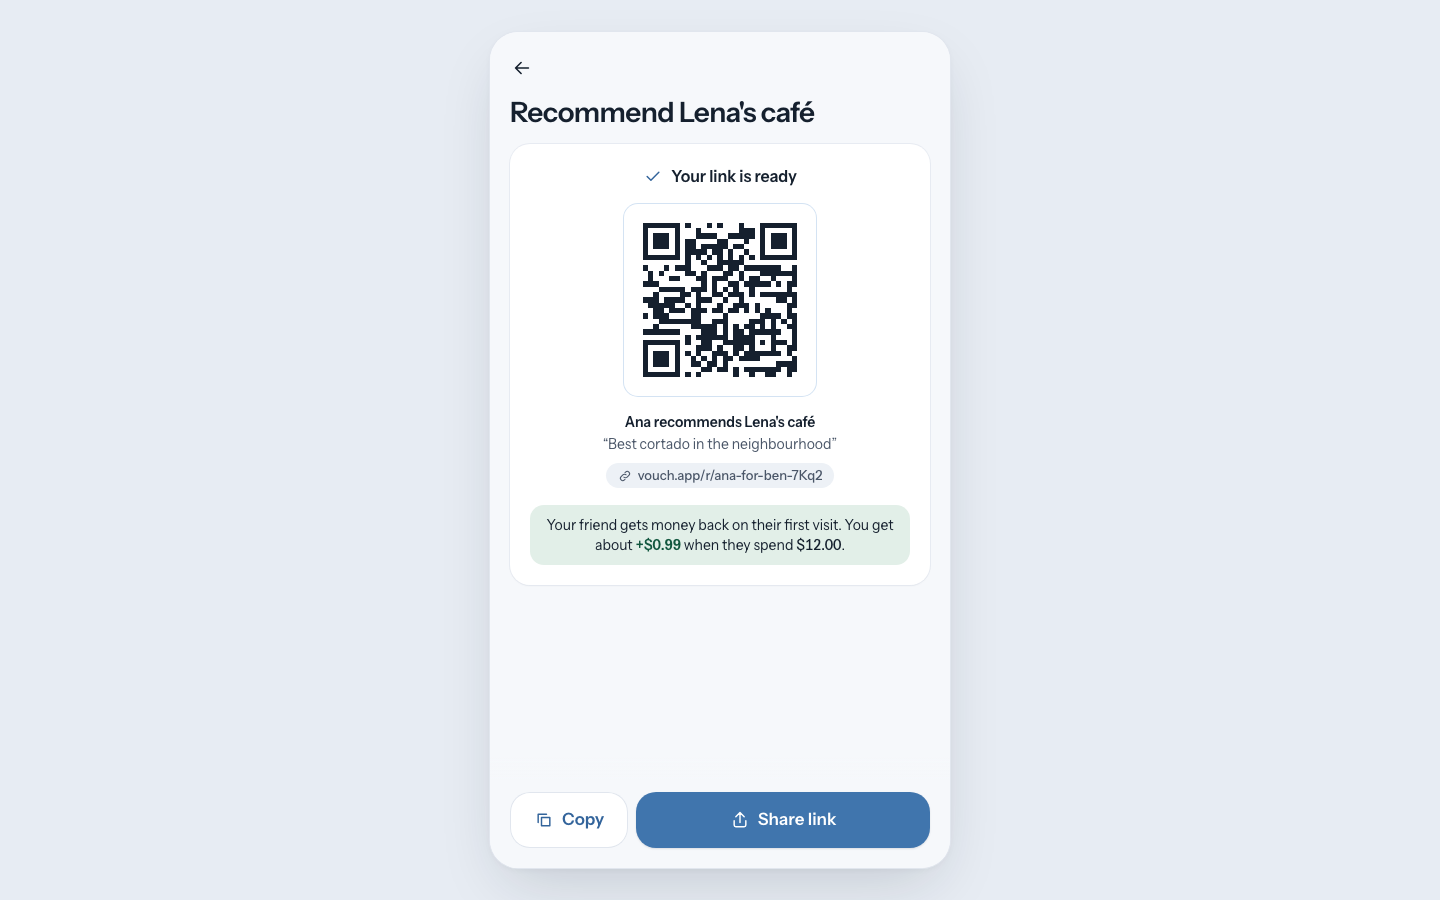 Recommend Lena's café
Your link is ready
Ana recommends Lena's café
“Best cortado in the neighbourhood”
vouch.app/r/ana-for-ben-7Kq2
Your friend gets money back on their first visit. You get
about +$0.99 when they spend $12.00.
Copy
Share link